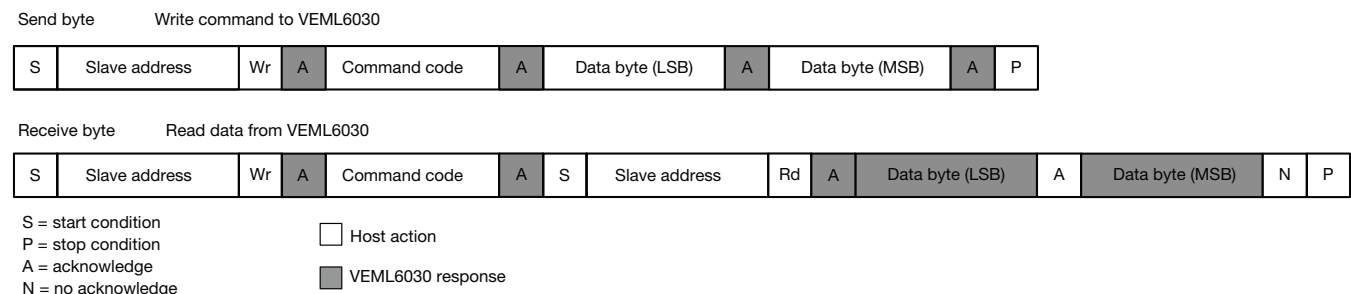 Send byte Write command to VEML6030
S Slave address Wr A Command code A Data byte (LSB) A Data byte (MSB) A P
Receive byte Read data from VEML6030
S Slave address Wr A Command code A S Slave address Rd A Data byte (LSB) A Data byte (MSB) N P
S = start condition
P = stop condition
A = acknowledge
N = no acknowledge
Host action
VEML6030 response